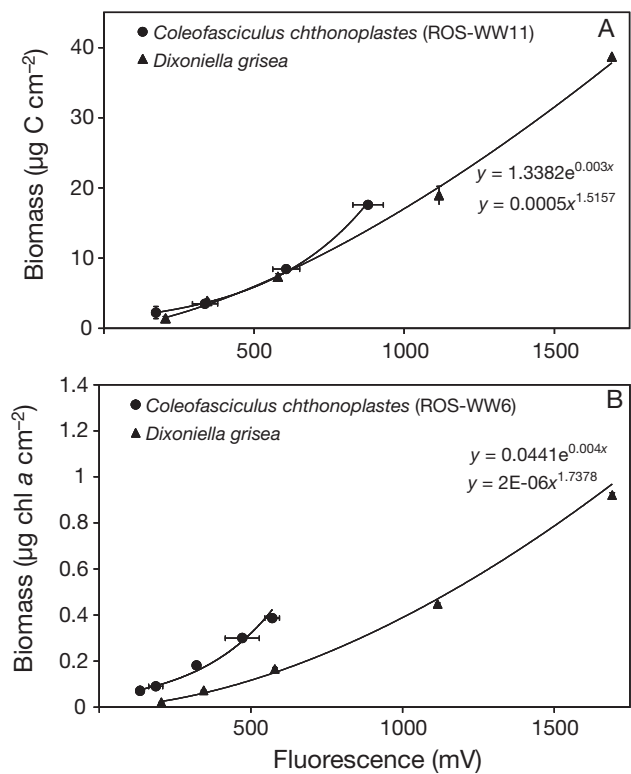 A
● Coleofasciculus chthonoplastes (ROS-WW11)
▲ Dixoniella grisea
Biomass (µg C cm⁻²)
40
30
20
10
0
y = 1.3382e^0.003x
y = 0.0005x^1.5157
500
1000
1500
B
● Coleofasciculus chthonoplastes (ROS-WW6)
▲ Dixoniella grisea
Biomass (µg chl a cm⁻²)
1.4
1.2
1
0.8
0.6
0.4
0.2
0
y = 0.0441e^0.004x
y = 2E-06x^1.7378
500
1000
1500
Fluorescence (mV)